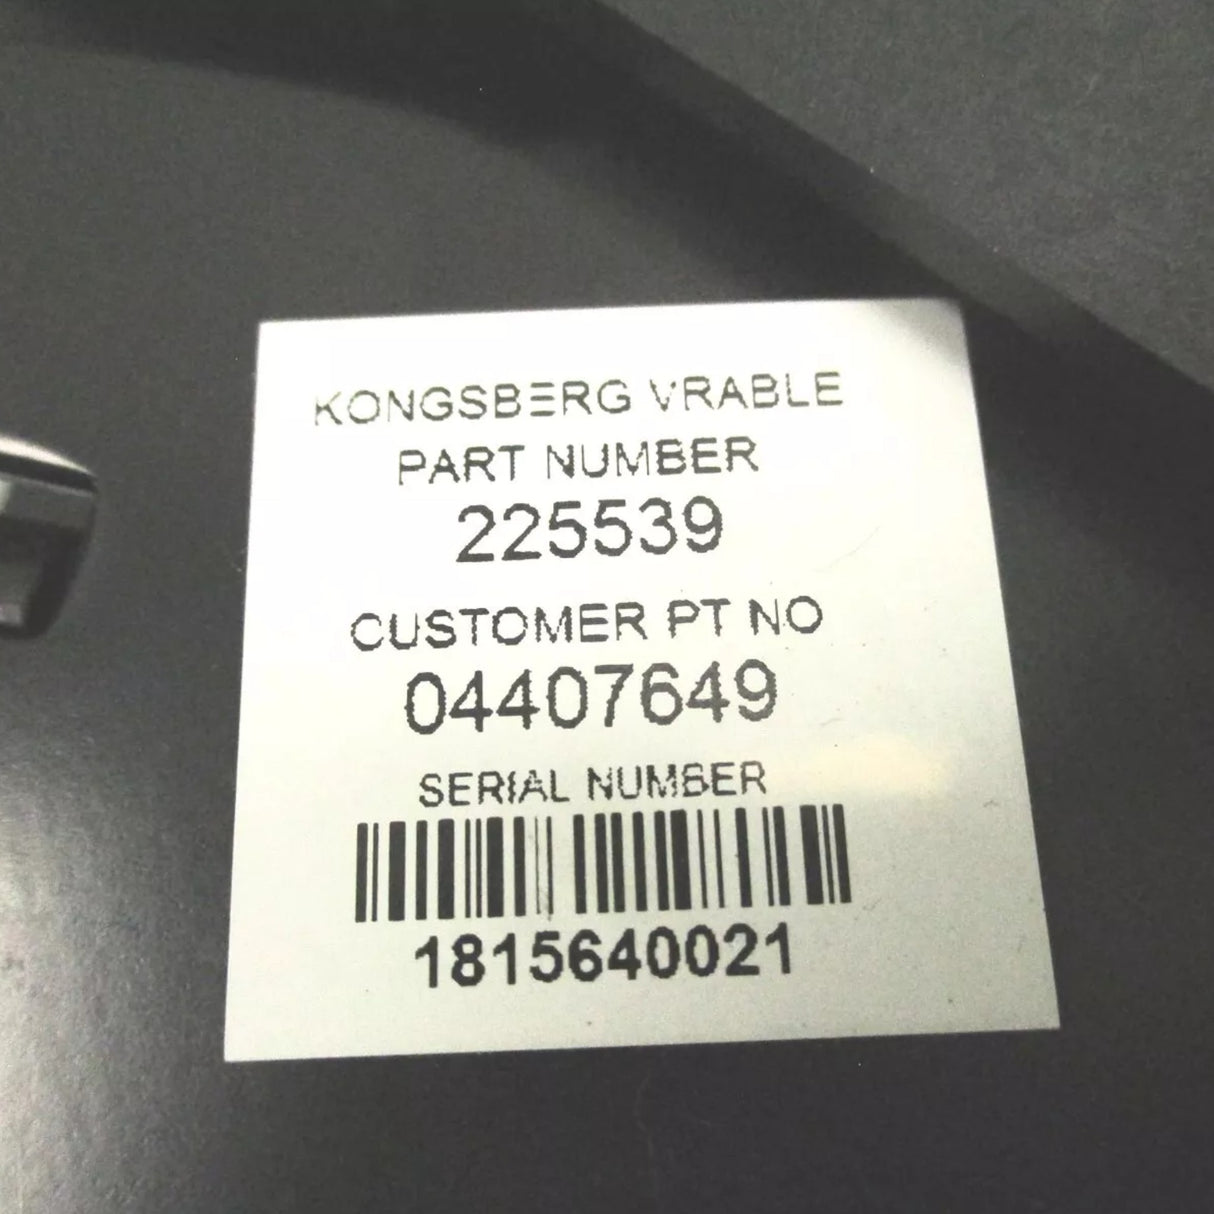 KONGSBERG VRABLE
PART NUMBER
225539
CUSTOMER PT NO
04407649
SERIAL NUMBER
1815640021